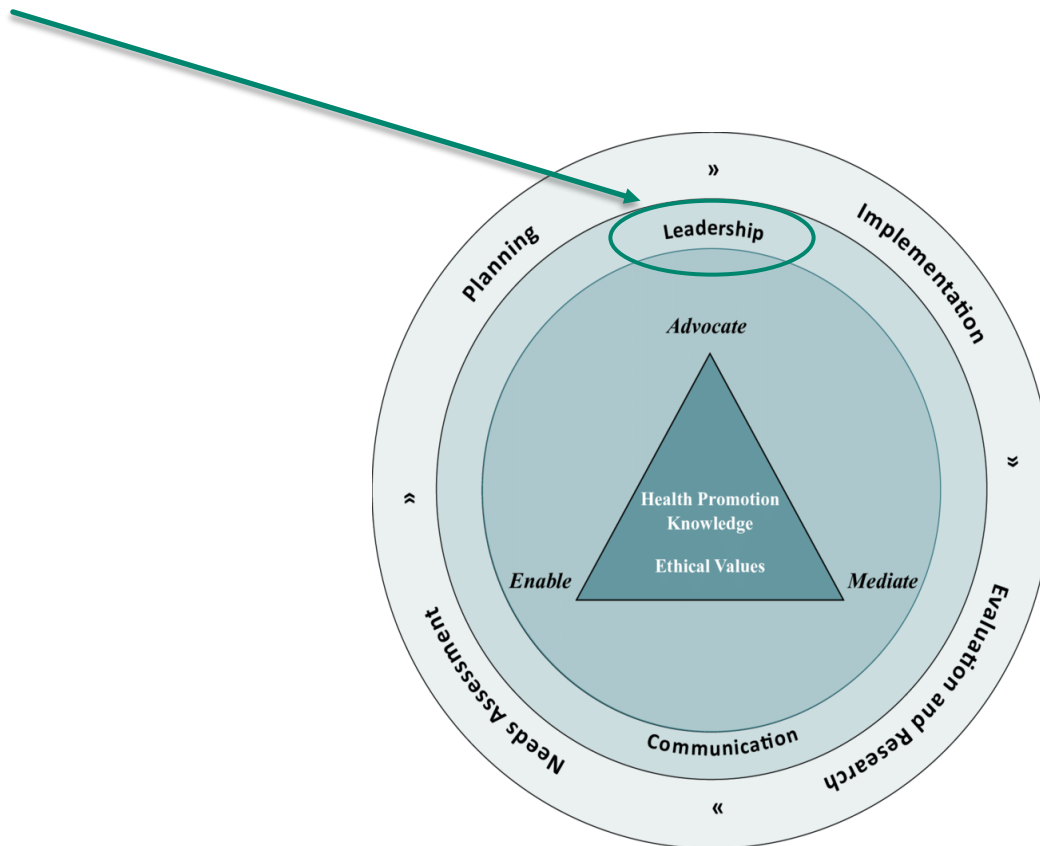 »
Planning
Implementation
Leadership
Advocate
»
»
Health Promotion
Knowledge
Ethical Values
Enable
Mediate
Needs Assessment
Evaluation and Research
Communication
»